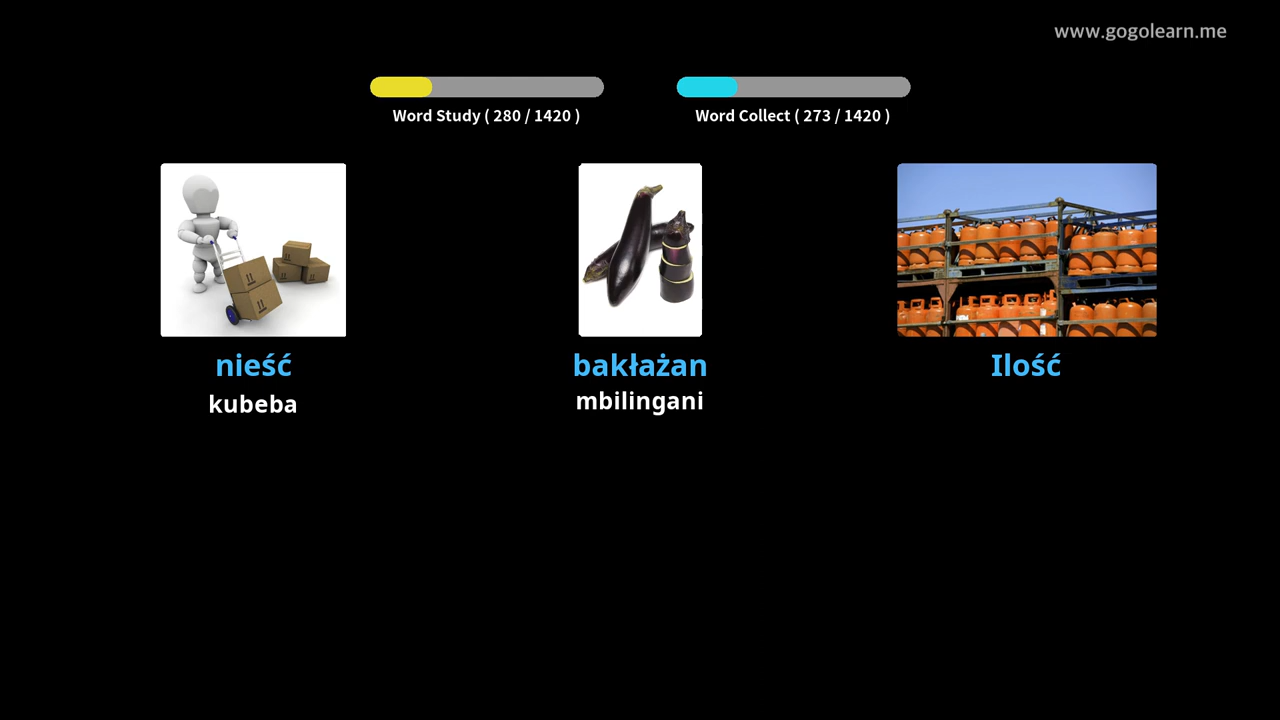 www.gogolearn.me
Word Study ( 280 / 1420 )
Word Collect ( 273 / 1420 )
nieść
bakłażan
Ilość
kubeba
mbilingani